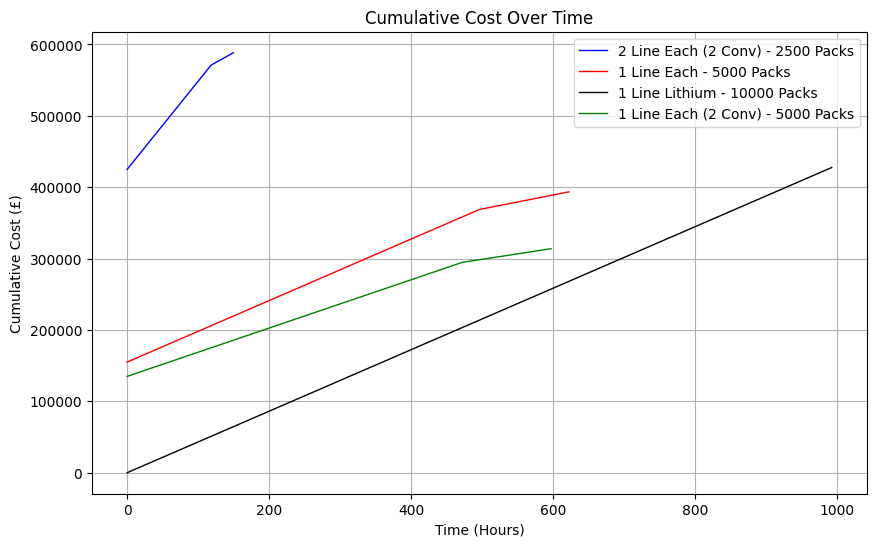 Cumulative Cost Over Time
600000
500000
400000
300000
200000
100000
0
Cumulative Cost (£)
2 Line Each (2 Conv) - 2500 Packs
1 Line Each - 5000 Packs
1 Line Lithium - 10000 Packs
1 Line Each (2 Conv) - 5000 Packs
0
200
400
600
800
1000
Time (Hours)